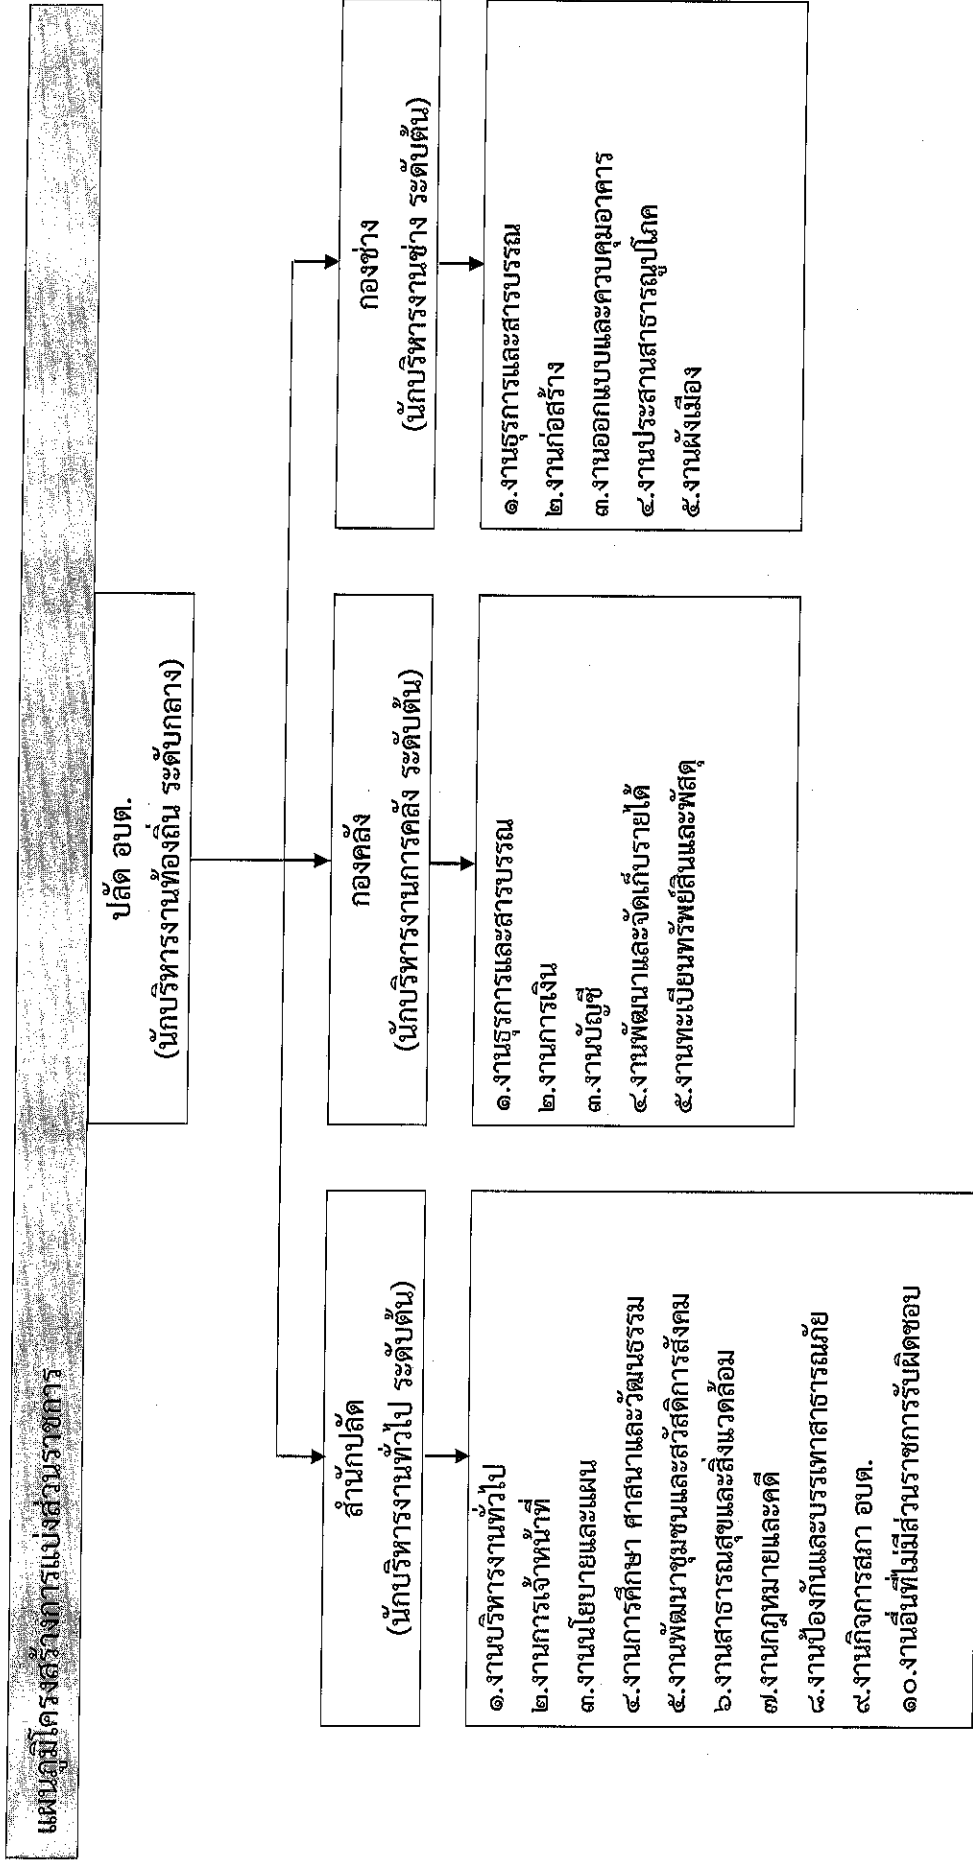 แผนภูมิโครงสร้างการแบ่งส่วนราชการ
ปลัด อบต.
(นักบริหารงานท้องถิ่น ระดับกลาง)
สำนักปลัด
(นักบริหารงานทั่วไป ระดับต้น)
๑.งานบริหารงานทั่วไป
๒.งานการเจ้าหน้าที่
๓.งานนโยบายและแผน
๔.งานการศึกษา ศาสนาและวัฒนธรรม
๕.งานพัฒนาชุมชนและสวัสดิการสังคม
๖.งานสาธารณสุขและสิ่งแวดล้อม
๗.งานกฎหมายและคดี
๘.งานป้องกันและบรรเทาสาธารณภัย
๙.งานกิจการสภา อบต.
๑๐.งานอื่นที่ไม่มีส่วนราชการรับผิดชอบ
กองคลัง
(นักบริหารงานการคลัง ระดับต้น)
๑.งานธุรการและสารบรรณ
๒.งานการเงิน
๓.งานบัญชี
๔.งานพัฒนาและจัดเก็บรายได้
๕.งานทะเบียนทรัพย์สินและพัสดุ
กองช่าง
(นักบริหารงานช่าง ระดับต้น)
๑.งานธุรการและสารบรรณ
๒.งานก่อสร้าง
๓.งานออกแบบและควบคุมอาคาร
๔.งานประสานสาธารณูปโภค
๕.งานผังเมือง